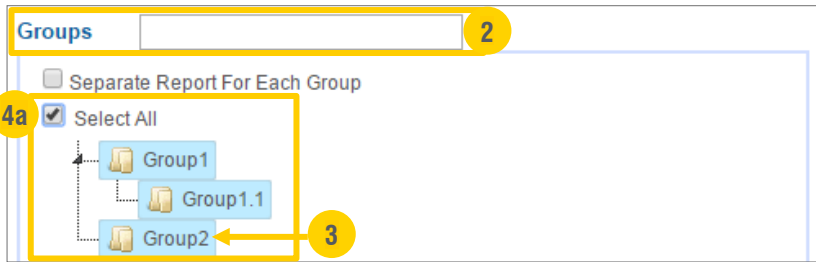 Groups 2
Separate Report For Each Group
4a Select All
Group1
Group1.1
Group2 3